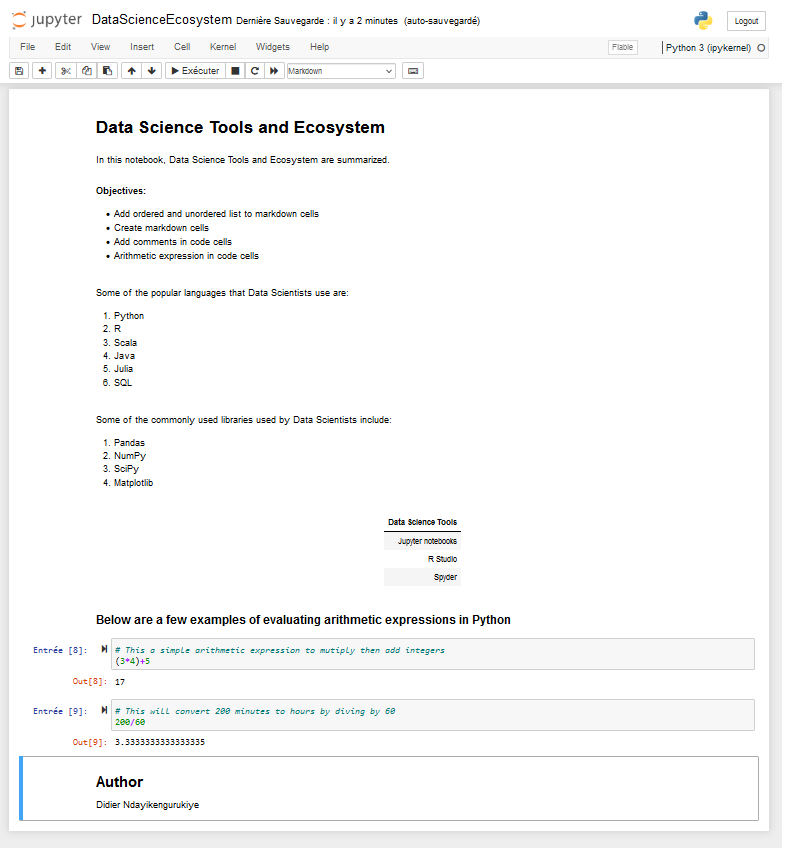 jupyter DataScienceEcosystem Dernière Sauvegarde : il y a 2 minutes (auto-sauvegardé) Logout
File Edit View Insert Cell Kernel Widgets Help Fiable Python 3 (ipykernel)
Exécuter Markdown
Data Science Tools and Ecosystem
In this notebook, Data Science Tools and Ecosystem are summarized.
Objectives:
• Add ordered and unordered list to markdown cells
• Create markdown cells
• Add comments in code cells
• Arithmetic expression in code cells
Some of the popular languages that Data Scientists use are:
1. Python
2. R
3. Scala
4. Java
5. Julia
6. SQL
Some of the commonly used libraries used by Data Scientists include:
1. Pandas
2. NumPy
3. SciPy
4. Matplotlib
Data Science Tools
Jupyter notebooks
R Studio
Spyder
Below are a few examples of evaluating arithmetic expressions in Python
Entrée [8]: # This a simple arithmetic expression to mutiply then add integers
(3*4)+5
Out[8]: 17
Entrée [9]: # This will convert 200 minutes to hours by diving by 60
200/60
Out[9]: 3.3333333333333335
Author
Didier Ndayikengurukiye